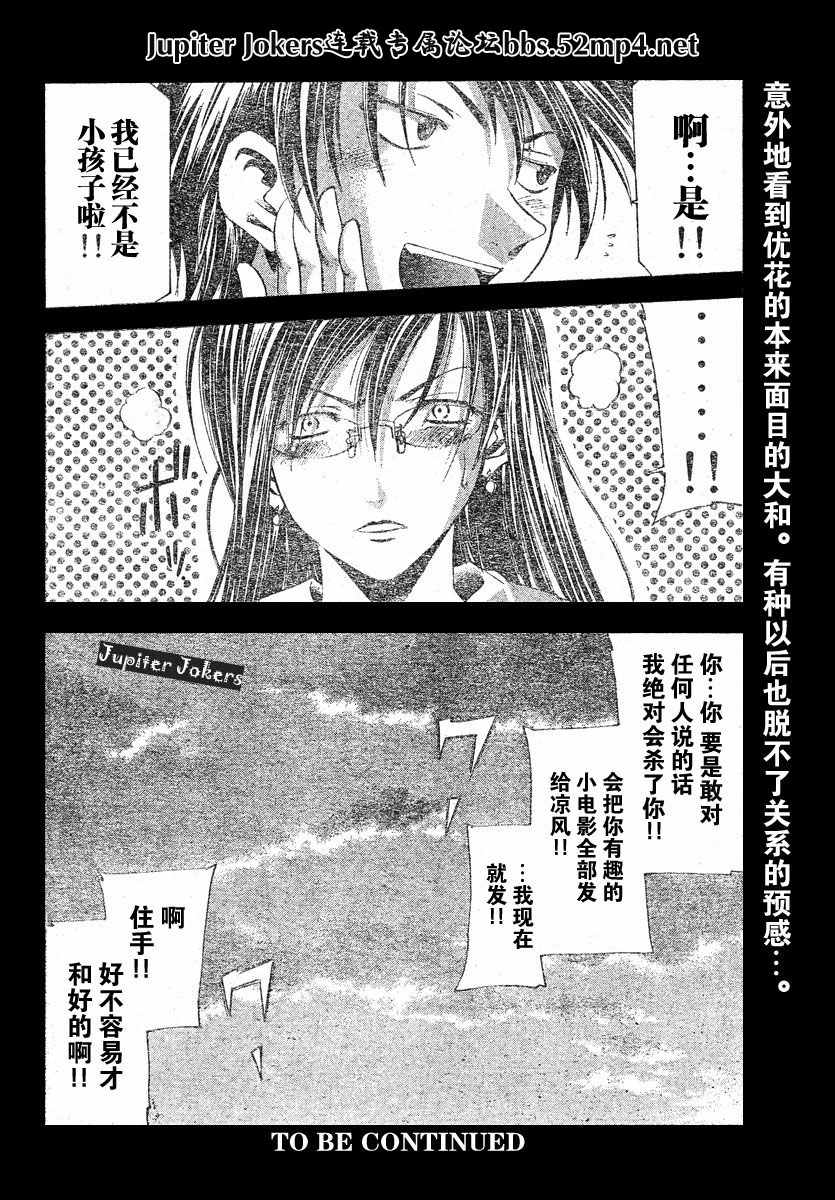 Jupiter Jokers连载专属论坛bbs.52mp4.net
啊…是!!
我已经不是
小孩子啦!!
……!!
意外地看到优花的本来面目的大和。有种以后也脱不了关系的预感…。
Jupiter Jokers
你…你 要是敢对
任何人说的话
我绝对会杀了你!!
会把你有趣的
小电影全部发
给凉风!!
…我现在
就发!!
啊
住手!!
好不容易才
和好的啊!!
TO BE CONTINUED